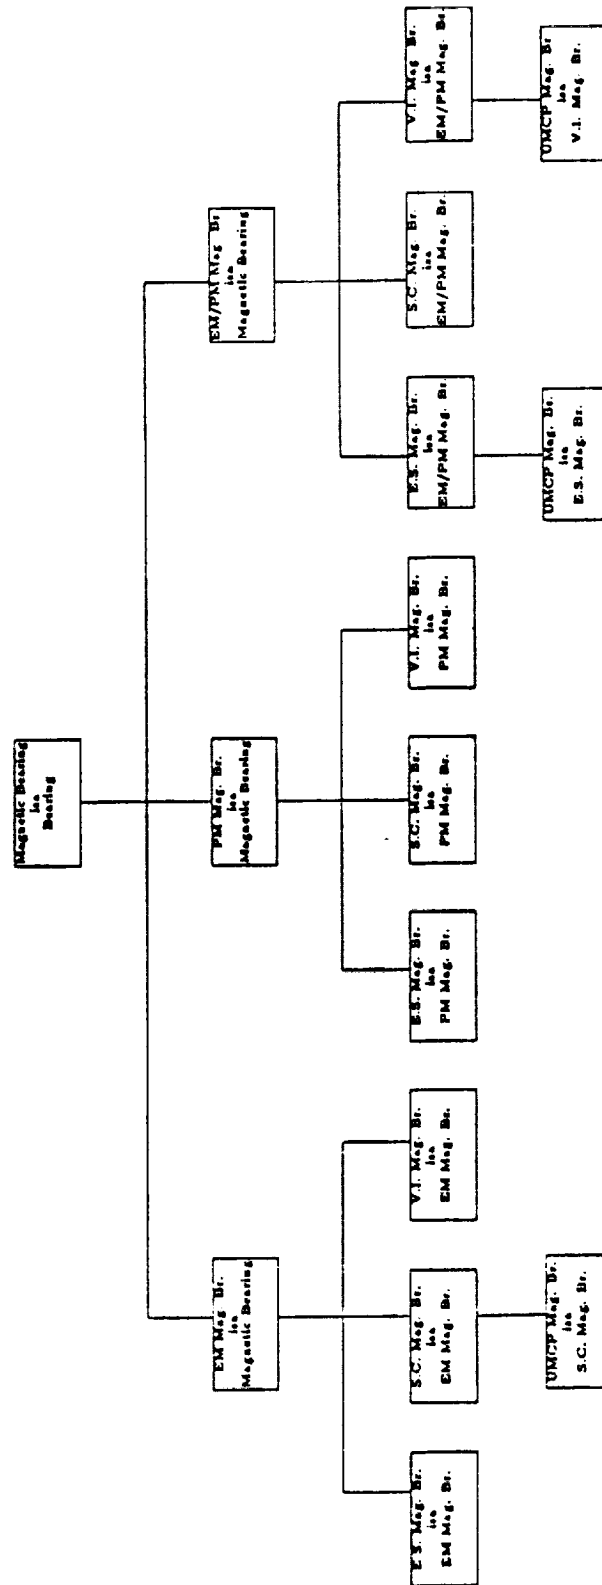 Magnetic Bearing
isa
Bearing
EM Mag Br.
isa
Magnetic Bearing
PM Mag. Br.
isa
Magnetic Bearing
EM/PM Mag Br
isa
Magnetic Bearing
E.S. Mag. Br.
isa
EM Mag. Br.
S.C. Mag. Br.
isa
EM Mag. Br.
V.I. Mag. Br.
isa
EM Mag. Br.
E.S. Mag. Br.
isa
PM Mag. Br.
S.C. Mag. Br.
isa
PM Mag. Br.
V.I. Mag. Br.
isa
PM Mag. Br.
E.S. Mag. Br.
isa
EM/PM Mag. Br.
S.C. Mag. Br.
isa
EM/PM Mag. Br.
V.I. Mag Br.
isa
EM/PM Mag. Br.
UMCP Mag. Br.
isa
S.C. Mag. Br.
UMCP Mag. Br.
isa
E.S. Mag. Br.
UMCP Mag. Br
isa
V.I. Mag. Br.